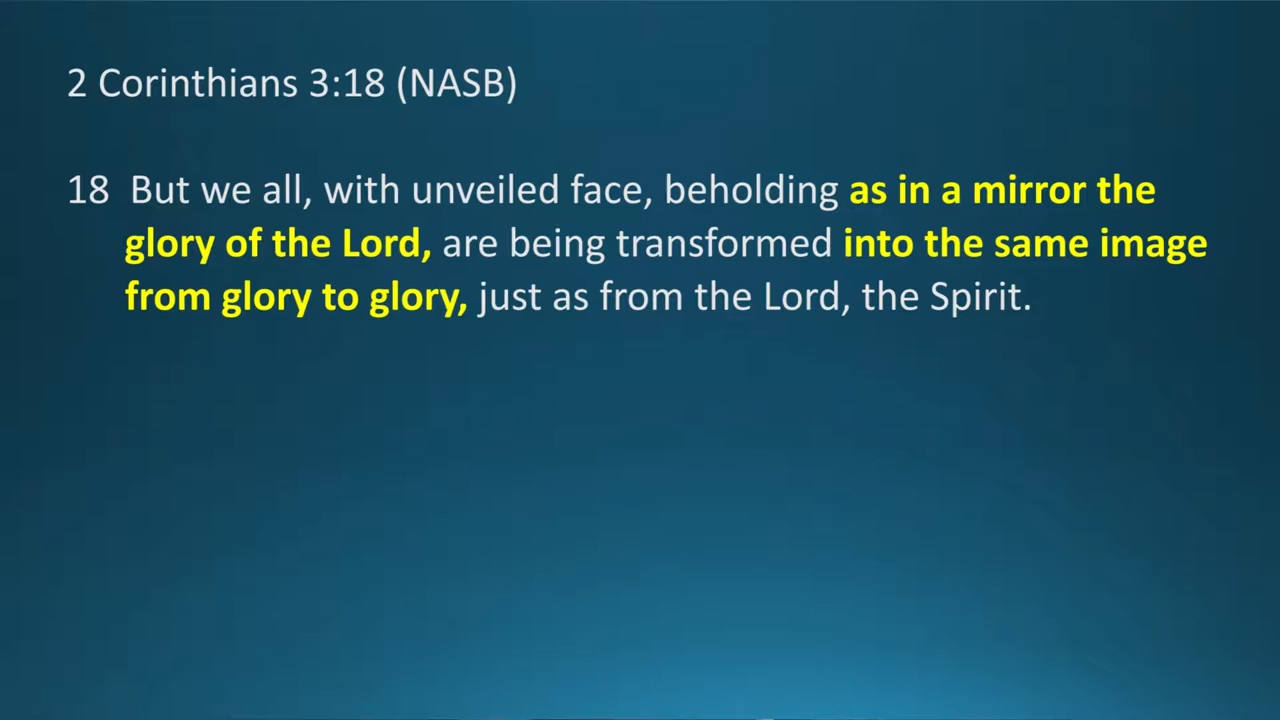 2 Corinthians 3:18 (NASB)
18 But we all, with unveiled face, beholding as in a mirror the
glory of the Lord, are being transformed into the same image
from glory to glory, just as from the Lord, the Spirit.